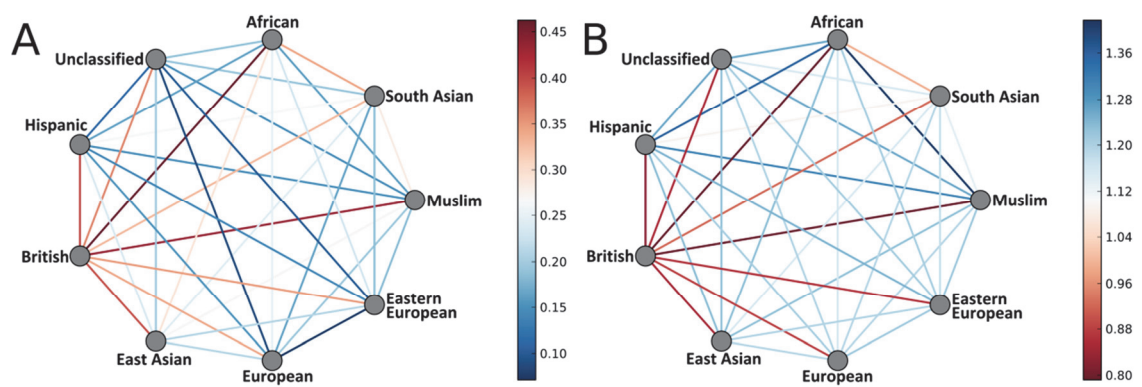 A
African
Unclassified
South Asian
Hispanic
Muslim
British
Eastern
European
East Asian
European
0.45
0.40
0.35
0.30
0.25
0.20
0.15
0.10
B
African
Unclassified
South Asian
Hispanic
Muslim
British
Eastern
European
East Asian
European
1.36
1.28
1.20
1.12
1.04
0.96
0.88
0.80